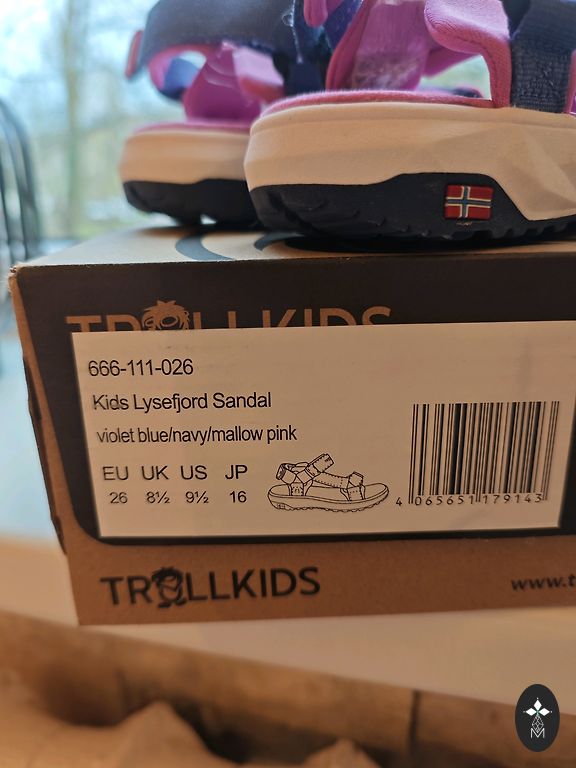 TROLLKIDS
666-111-026
Kids Lysefjord Sandal
violet blue/navy/mallow pink
EU UK US JP
26 8½ 9½ 16
4 065651 179143
TROLLKIDS
www.t